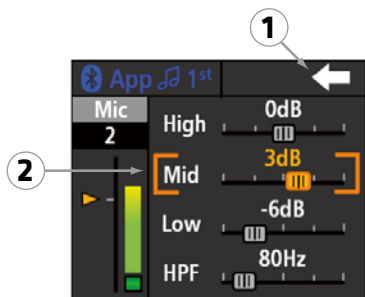 1
App 1st
Mic
2
High 0dB
2
Mid 3dB
Low -6dB
HPF 80Hz